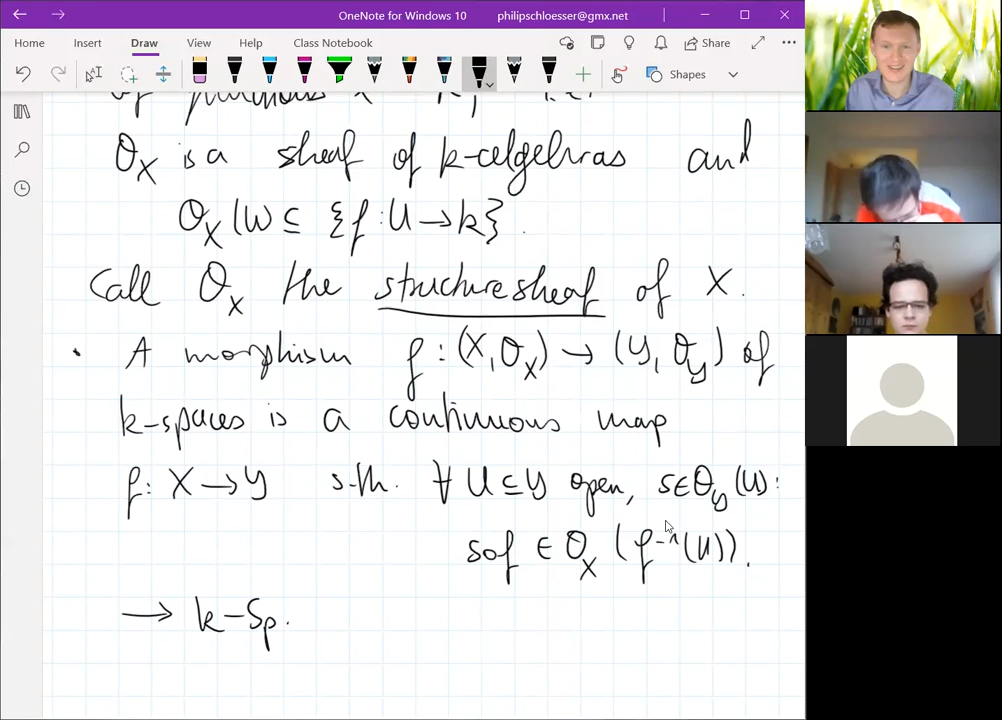 OneNote for Windows 10
philipschloesser@gmx.net
Home Insert Draw View Help Class Notebook
Share
Shapes
of functions X k,
O_X is a sheaf of k-algebras and
O_X(U) ⊆ {f : U → k}.
Call O_X the structure sheaf of X.
• A morphism f : (X, O_X) → (Y, O_Y) of
k-spaces is a continuous map
f : X → Y s.th. ∀ U ⊆ Y open, s ∈ O_Y(U):
s∘f ∈ O_X (f^-1(U)).
→ k-Sp.